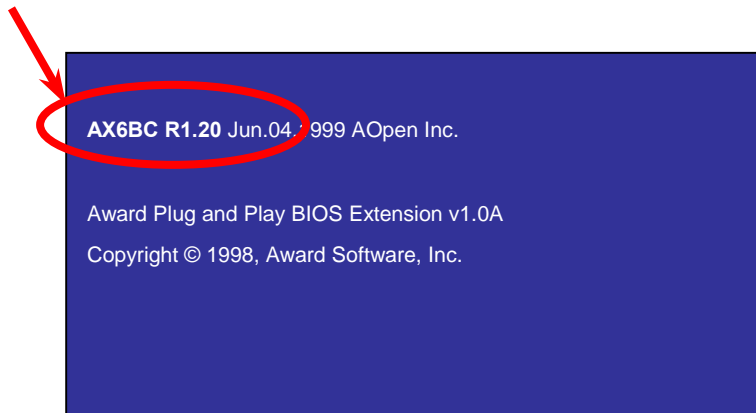 AX6BC R1.20 Jun.04.1999 AOpen Inc.
Award Plug and Play BIOS Extension v1.0A
Copyright © 1998, Award Software, Inc.